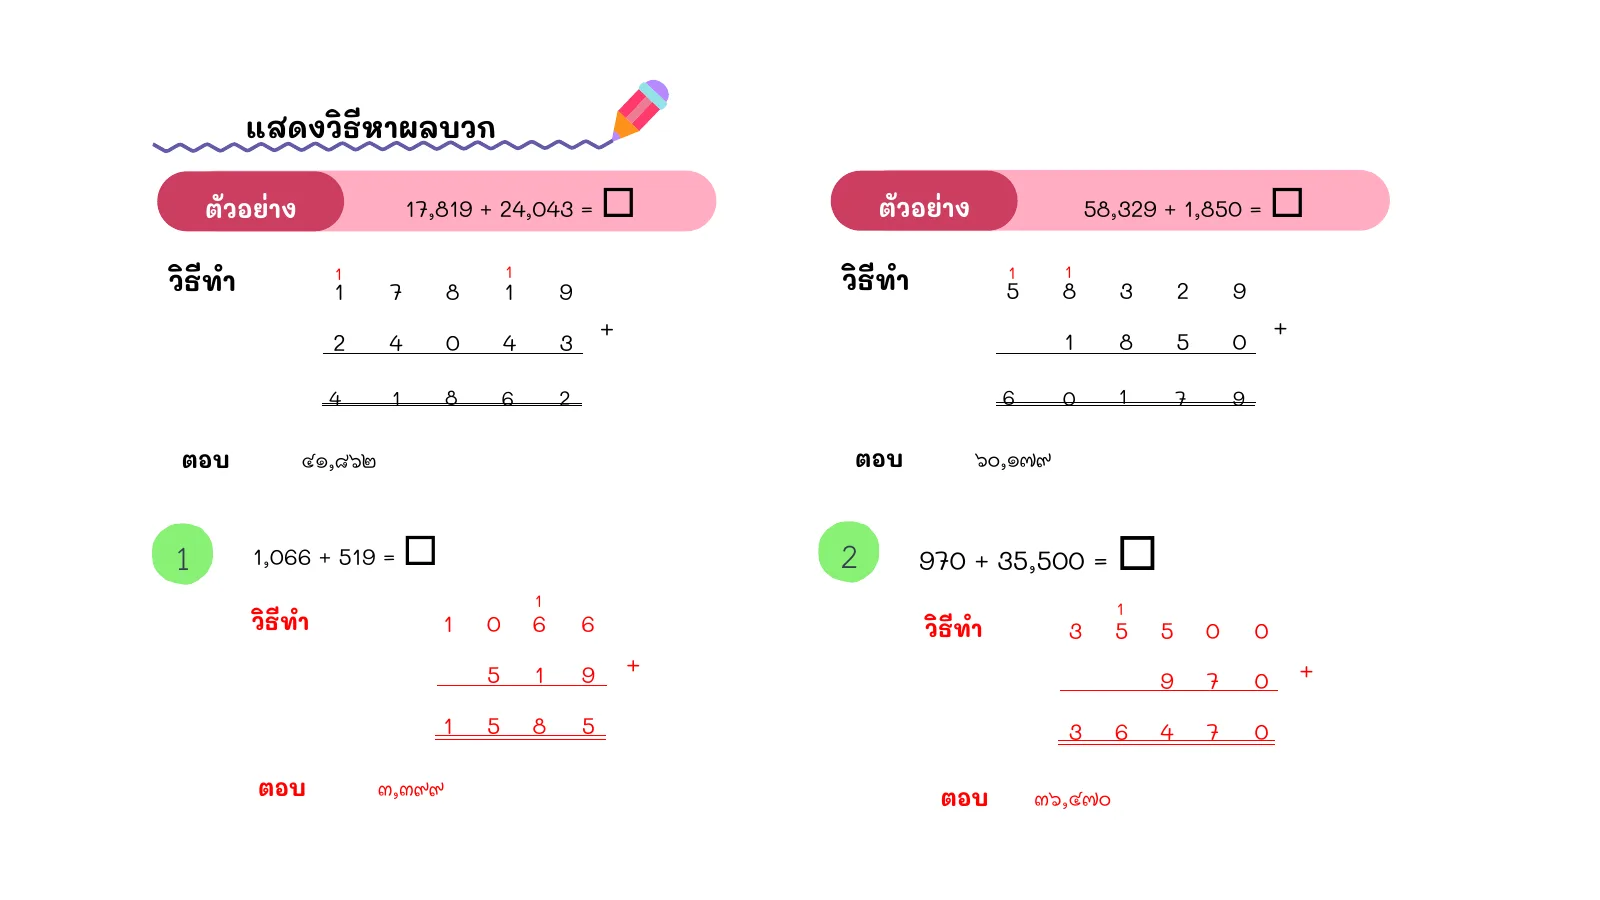 แสดงวิธีหาผลบวก
ตัวอย่าง 17,819 + 24,043 =
วิธีทำ
1 1
1 7 8 1 9
+
2 4 0 4 3
4 1 8 6 2
ตอบ ๔๑,๘๖๒
ตัวอย่าง 58,329 + 1,850 =
วิธีทำ
1 1
5 8 3 2 9
+
1 8 5 0
6 0 1 7 9
ตอบ ๖๐,๑๗๙
1 1,066 + 519 =
วิธีทำ
1
1 0 6 6
+
5 1 9
1 5 8 5
ตอบ ๓,๓๙๙
2 970 + 35,500 =
วิธีทำ
1
3 5 5 0 0
+
9 7 0
3 6 4 7 0
ตอบ ๓๖,๔๗๐